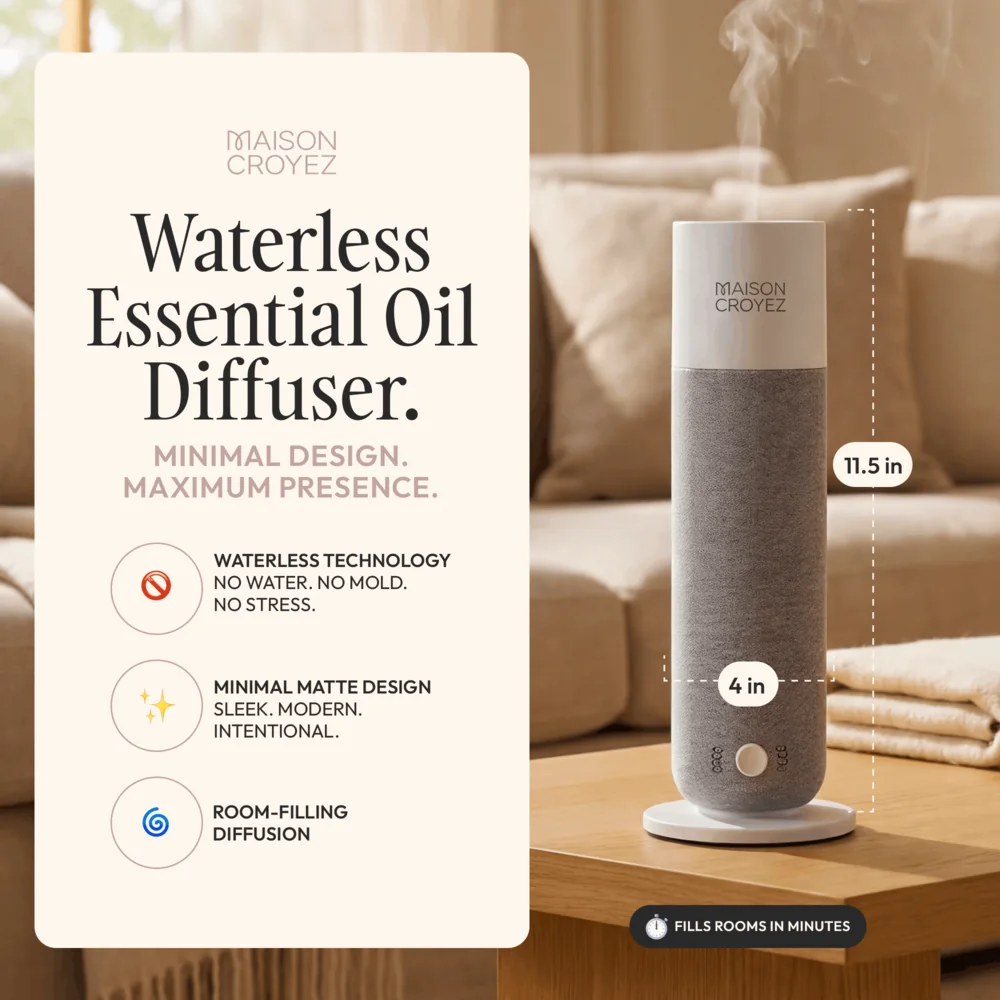 MAISON
CROYEZ
Waterless
Essential Oil
Diffuser.
MINIMAL DESIGN.
MAXIMUM PRESENCE.
WATERLESS TECHNOLOGY
NO WATER. NO MOLD.
NO STRESS.
MINIMAL MATTE DESIGN
SLEEK. MODERN.
INTENTIONAL.
ROOM-FILLING
DIFFUSION
MAISON
CROYEZ
11.5 in
4 in
FILLS ROOMS IN MINUTES